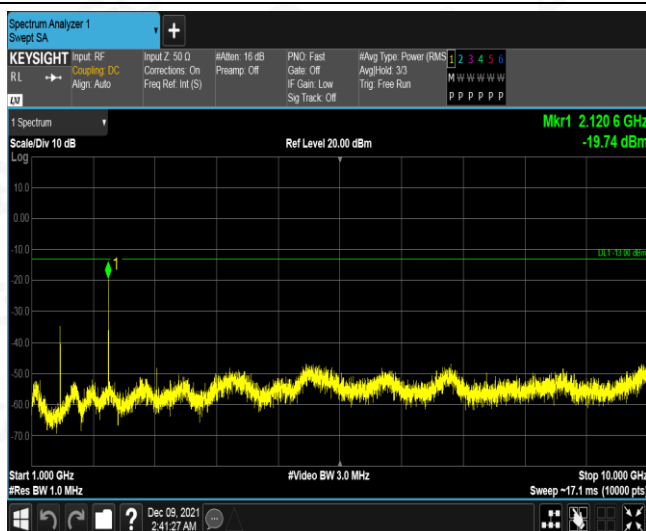 Spectrum Analyzer 1
Swept SA
KEYSIGHT
RL
LXI
Input: RF
Coupling: DC
Align: Auto
Input Z: 50 Ω
Corrections: On
Freq Ref: Int (S)
#Atten: 16 dB
Preamp: Off
PNO: Fast
Gate: Off
IF Gain: Low
Sig Track: Off
#Avg Type: Power (RMS
Avg|Hold: 3/3
Trig: Free Run
1 2 3 4 5 6
M W W W W W
P P P P P P
1 Spectrum
Scale/Div 10 dB
Log
Ref Level 20.00 dBm
Mkr1 2.120 6 GHz
-19.74 dBm
10.0
0.00
-10.0
-20.0
-30.0
-40.0
-50.0
-60.0
-70.0
1
DL1 -13.00 dBm
Start 1.000 GHz
#Res BW 1.0 MHz
#Video BW 3.0 MHz
Stop 10.000 GHz
Sweep ~17.1 ms (10000 pts)
?
Dec 09, 2021
2:41:27 AM